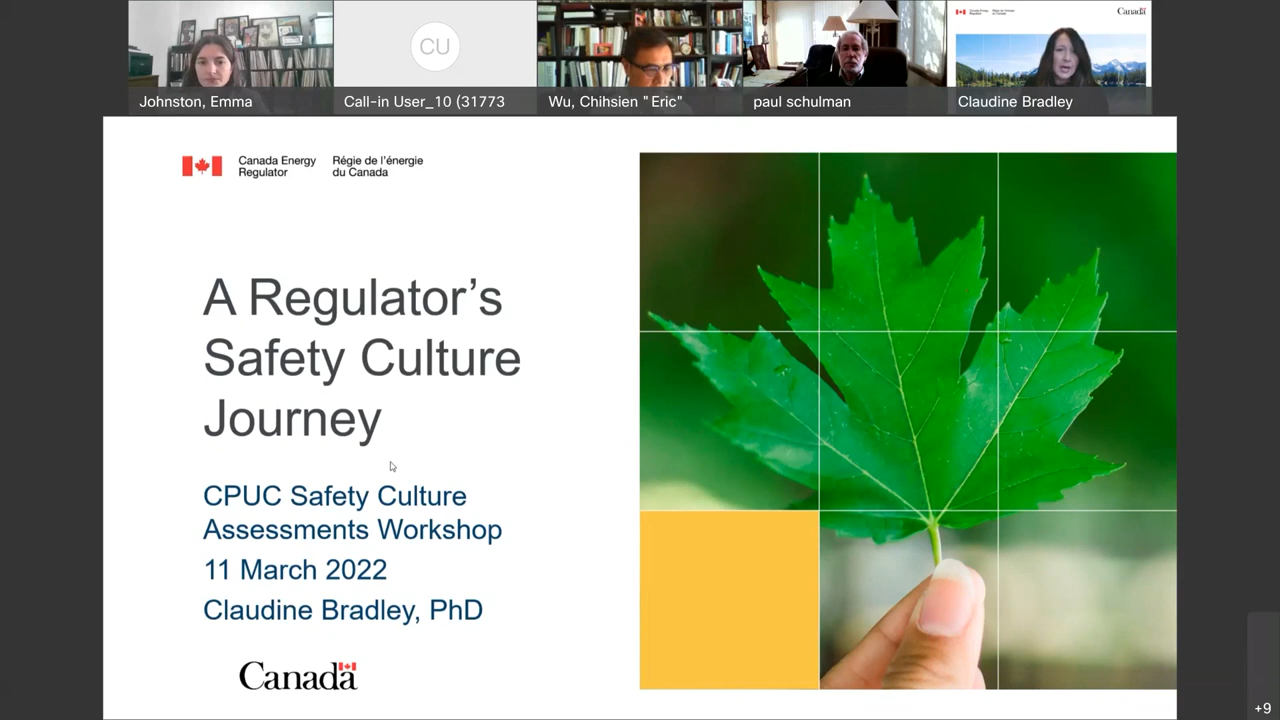 Canada
CU
Johnston, Emma
Call-in User_10 (31773
Wu, Chihsien "Eric"
paul schulman
Claudine Bradley
Canada Energy Regulator
Régie de l'énergie du Canada
A Regulator's
Safety Culture
Journey
CPUC Safety Culture
Assessments Workshop
11 March 2022
Claudine Bradley, PhD
Canada
+9